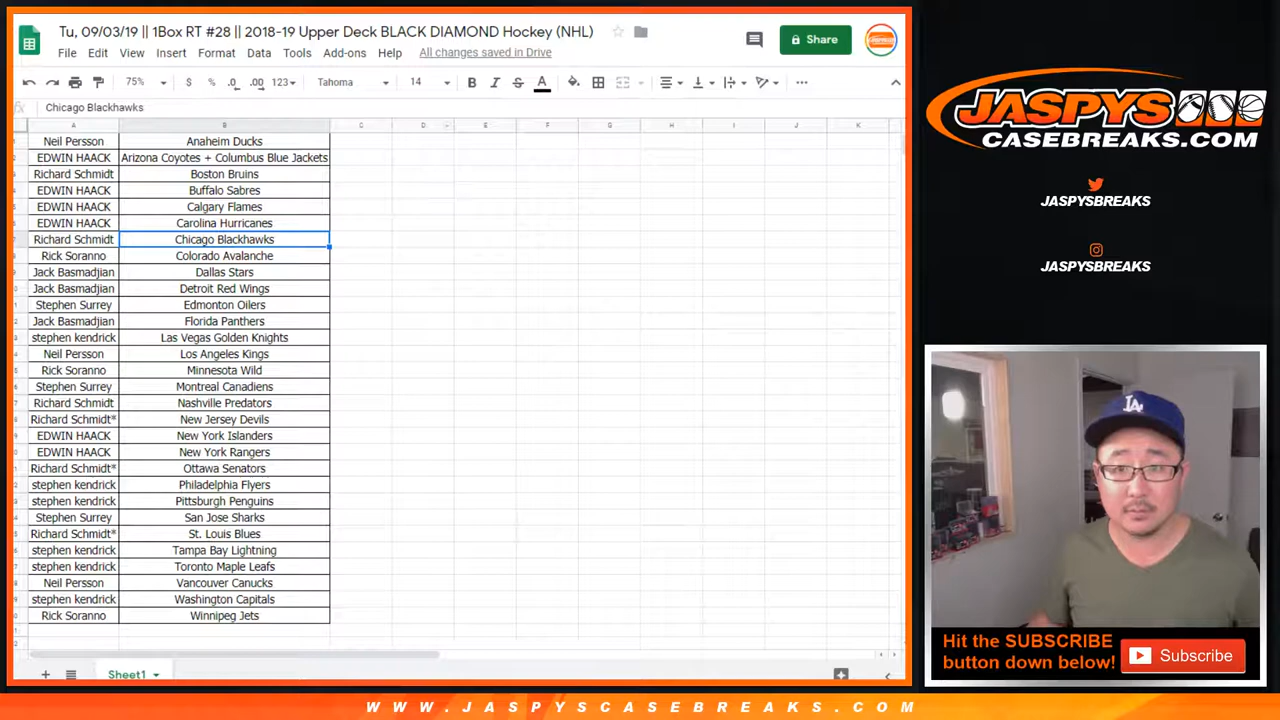 Tu, 09/03/19 || 1Box RT #28 || 2018-19 Upper Deck BLACK DIAMOND Hockey (NHL)
File Edit View Insert Format Data Tools Add-ons Help All changes saved in Drive
Share
75% $ % .0 .00 123 Tahoma 14 B I S A
fx Chicago Blackhawks
A B C D E F G H I J K
Neil Persson Anaheim Ducks
EDWIN HAACK Arizona Coyotes + Columbus Blue Jackets
Richard Schmidt Boston Bruins
EDWIN HAACK Buffalo Sabres
EDWIN HAACK Calgary Flames
EDWIN HAACK Carolina Hurricanes
Richard Schmidt Chicago Blackhawks
Rick Soranno Colorado Avalanche
Jack Basmadjian Dallas Stars
Jack Basmadjian Detroit Red Wings
Stephen Surrey Edmonton Oilers
Jack Basmadjian Florida Panthers
stephen kendrick Las Vegas Golden Knights
Neil Persson Los Angeles Kings
Rick Soranno Minnesota Wild
Stephen Surrey Montreal Canadiens
Richard Schmidt Nashville Predators
Richard Schmidt* New Jersey Devils
EDWIN HAACK New York Islanders
EDWIN HAACK New York Rangers
Richard Schmidt* Ottawa Senators
stephen kendrick Philadelphia Flyers
stephen kendrick Pittsburgh Penguins
Stephen Surrey San Jose Sharks
Richard Schmidt* St. Louis Blues
stephen kendrick Tampa Bay Lightning
stephen kendrick Toronto Maple Leafs
Neil Persson Vancouver Canucks
stephen kendrick Washington Capitals
Rick Soranno Winnipeg Jets
Sheet1
JASPYS
CASEBREAKS.COM
JASPYSBREAKS
JASPYSBREAKS
LA
Hit the SUBSCRIBE
button down below!
Subscribe
WWW.JASPYSCASEBREAKS.COM